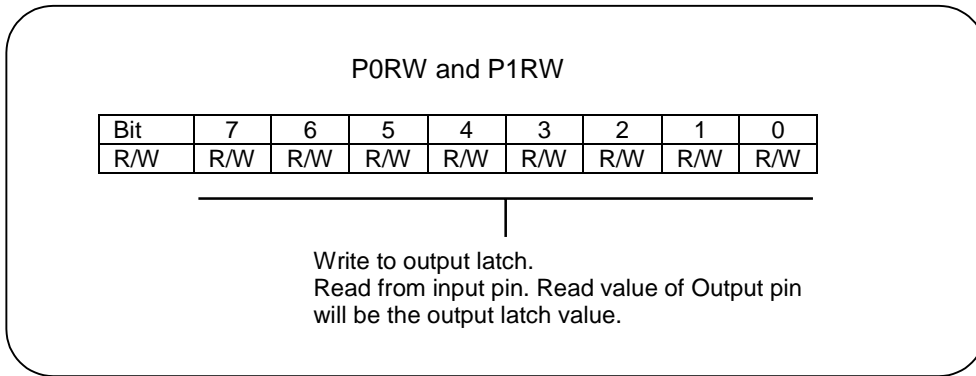 P0RW and P1RW
Bit 7 6 5 4 3 2 1 0
R/W R/W R/W R/W R/W R/W R/W R/W R/W
Write to output latch.
Read from input pin. Read value of Output pin
will be the output latch value.